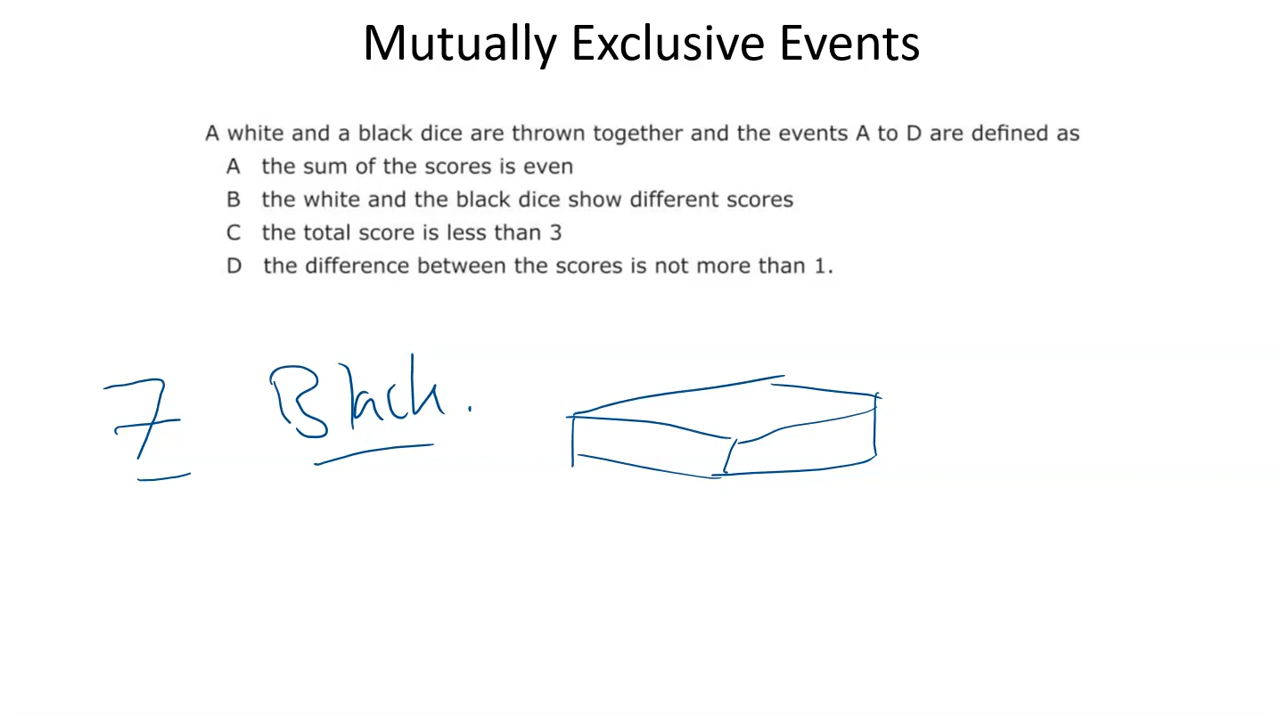 Mutually Exclusive Events
A white and a black dice are thrown together and the events A to D are defined as
A the sum of the scores is even
B the white and the black dice show different scores
C the total score is less than 3
D the difference between the scores is not more than 1.
7 Black.